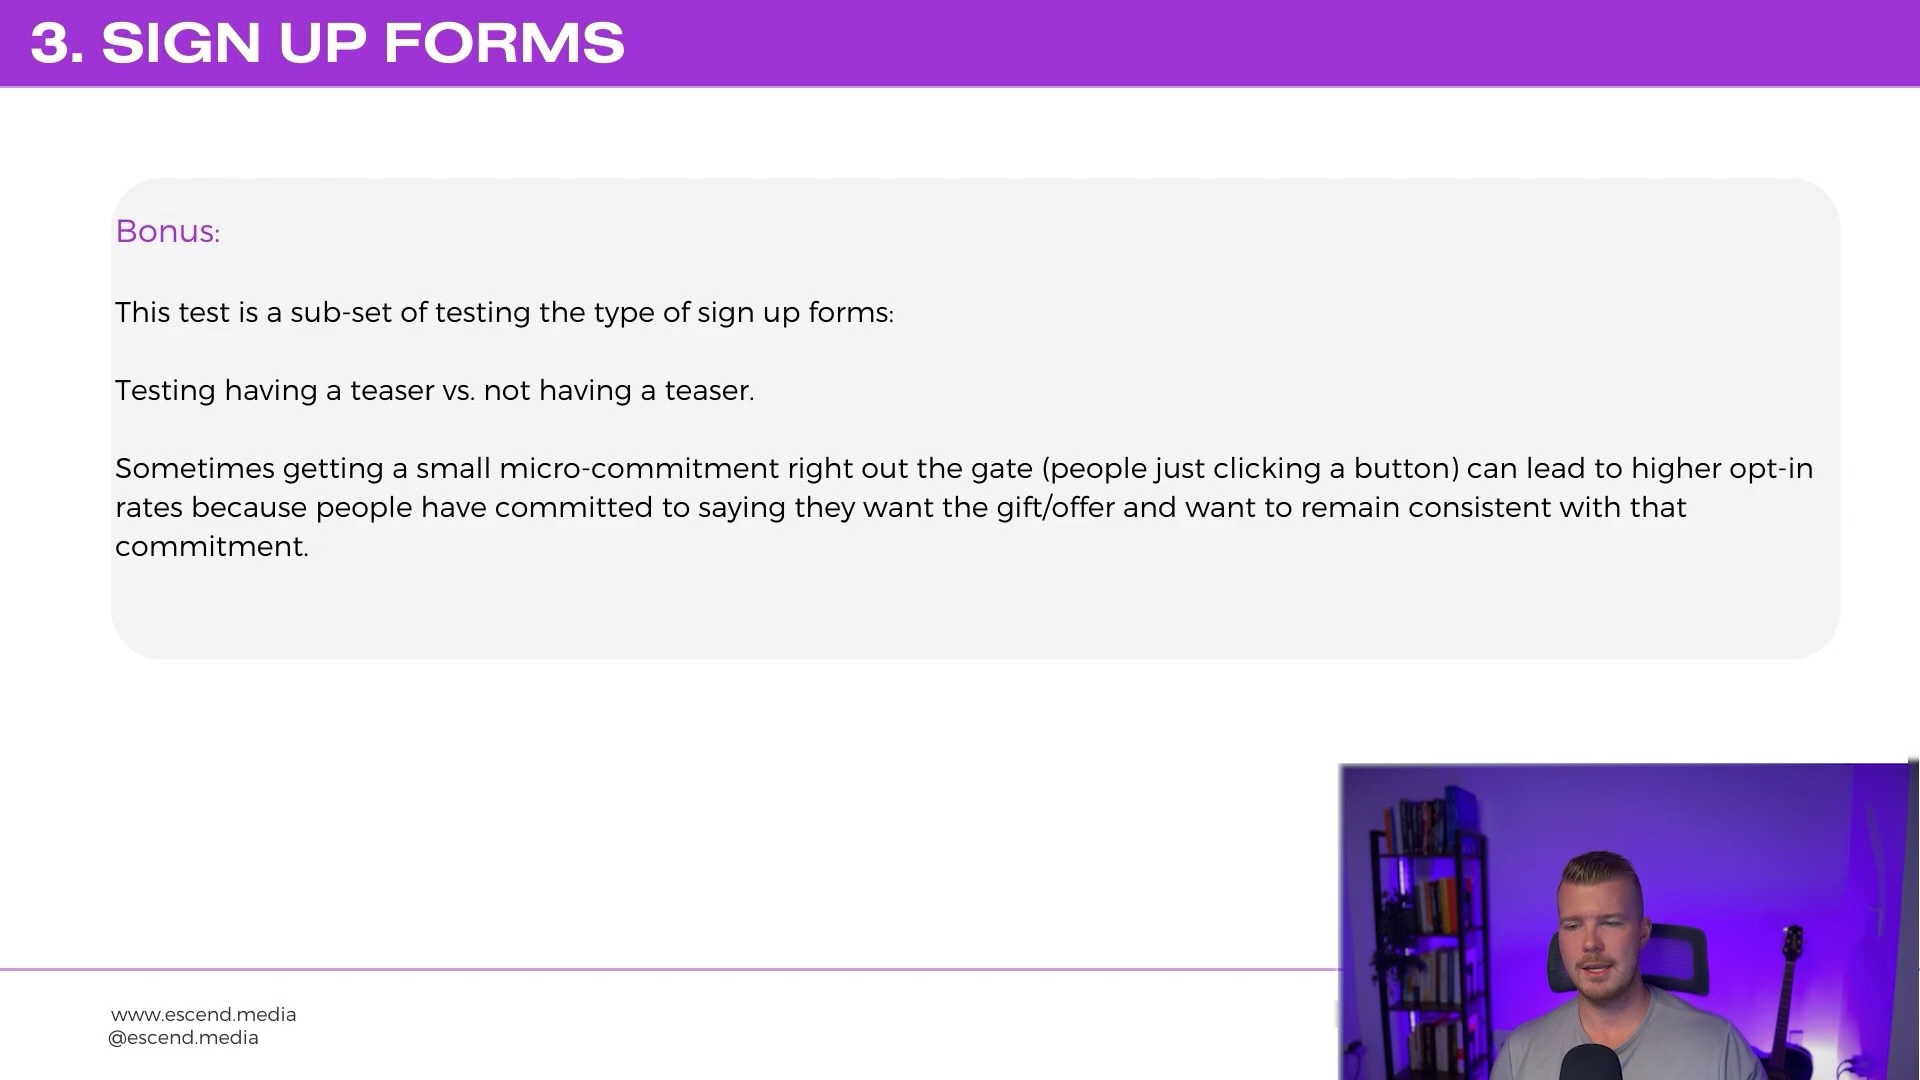 3. SIGN UP FORMS
Bonus:
This test is a sub-set of testing the type of sign up forms:
Testing having a teaser vs. not having a teaser.
Sometimes getting a small micro-commitment right out the gate (people just clicking a button) can lead to higher opt-in
rates because people have committed to saying they want the gift/offer and want to remain consistent with that
commitment.
www.escend.media
@escend.media